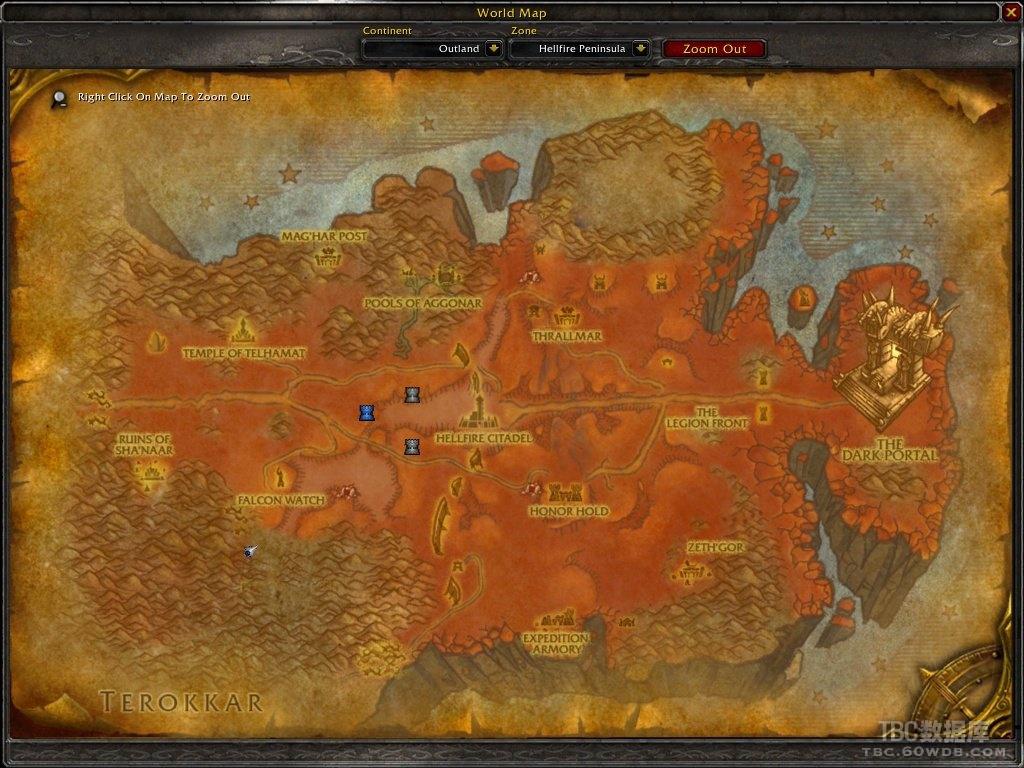 World Map
Continent
Zone
Outland
Hellfire Peninsula
Zoom Out
Right Click On Map To Zoom Out
MAG'HAR POST
POOLS OF AGGONAR
THRALLMAR
TEMPLE OF TELHAMAT
THE
LEGION FRONT
HELLFIRE CITADEL
RUINS OF
SHA'NAAR
THE
DARK PORTAL
FALCON WATCH
HONOR HOLD
ZETH'GOR
EXPEDITION
ARMORY
TEROKKAR
TBC数据库
TBC.60WDB.COM